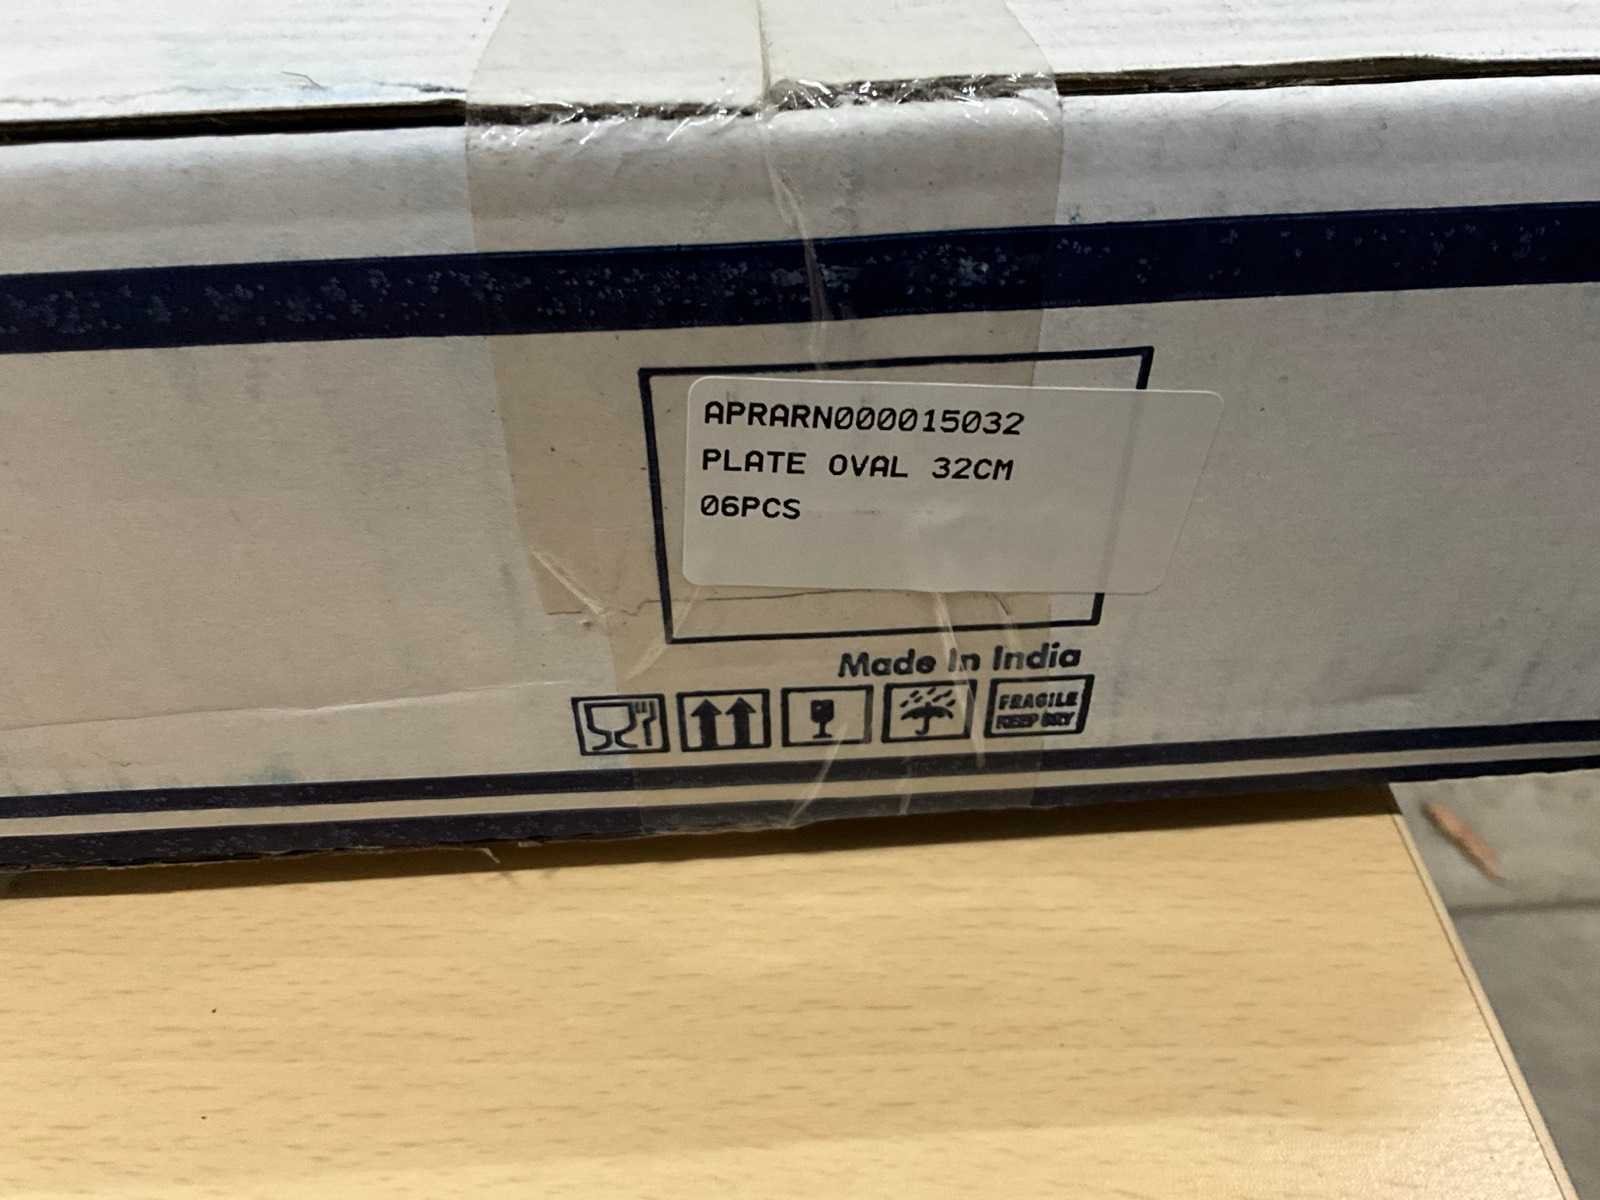 APRARN000015032
PLATE OVAL 32CM
06PCS
Made In India
FRAGILE
KEEP DRY